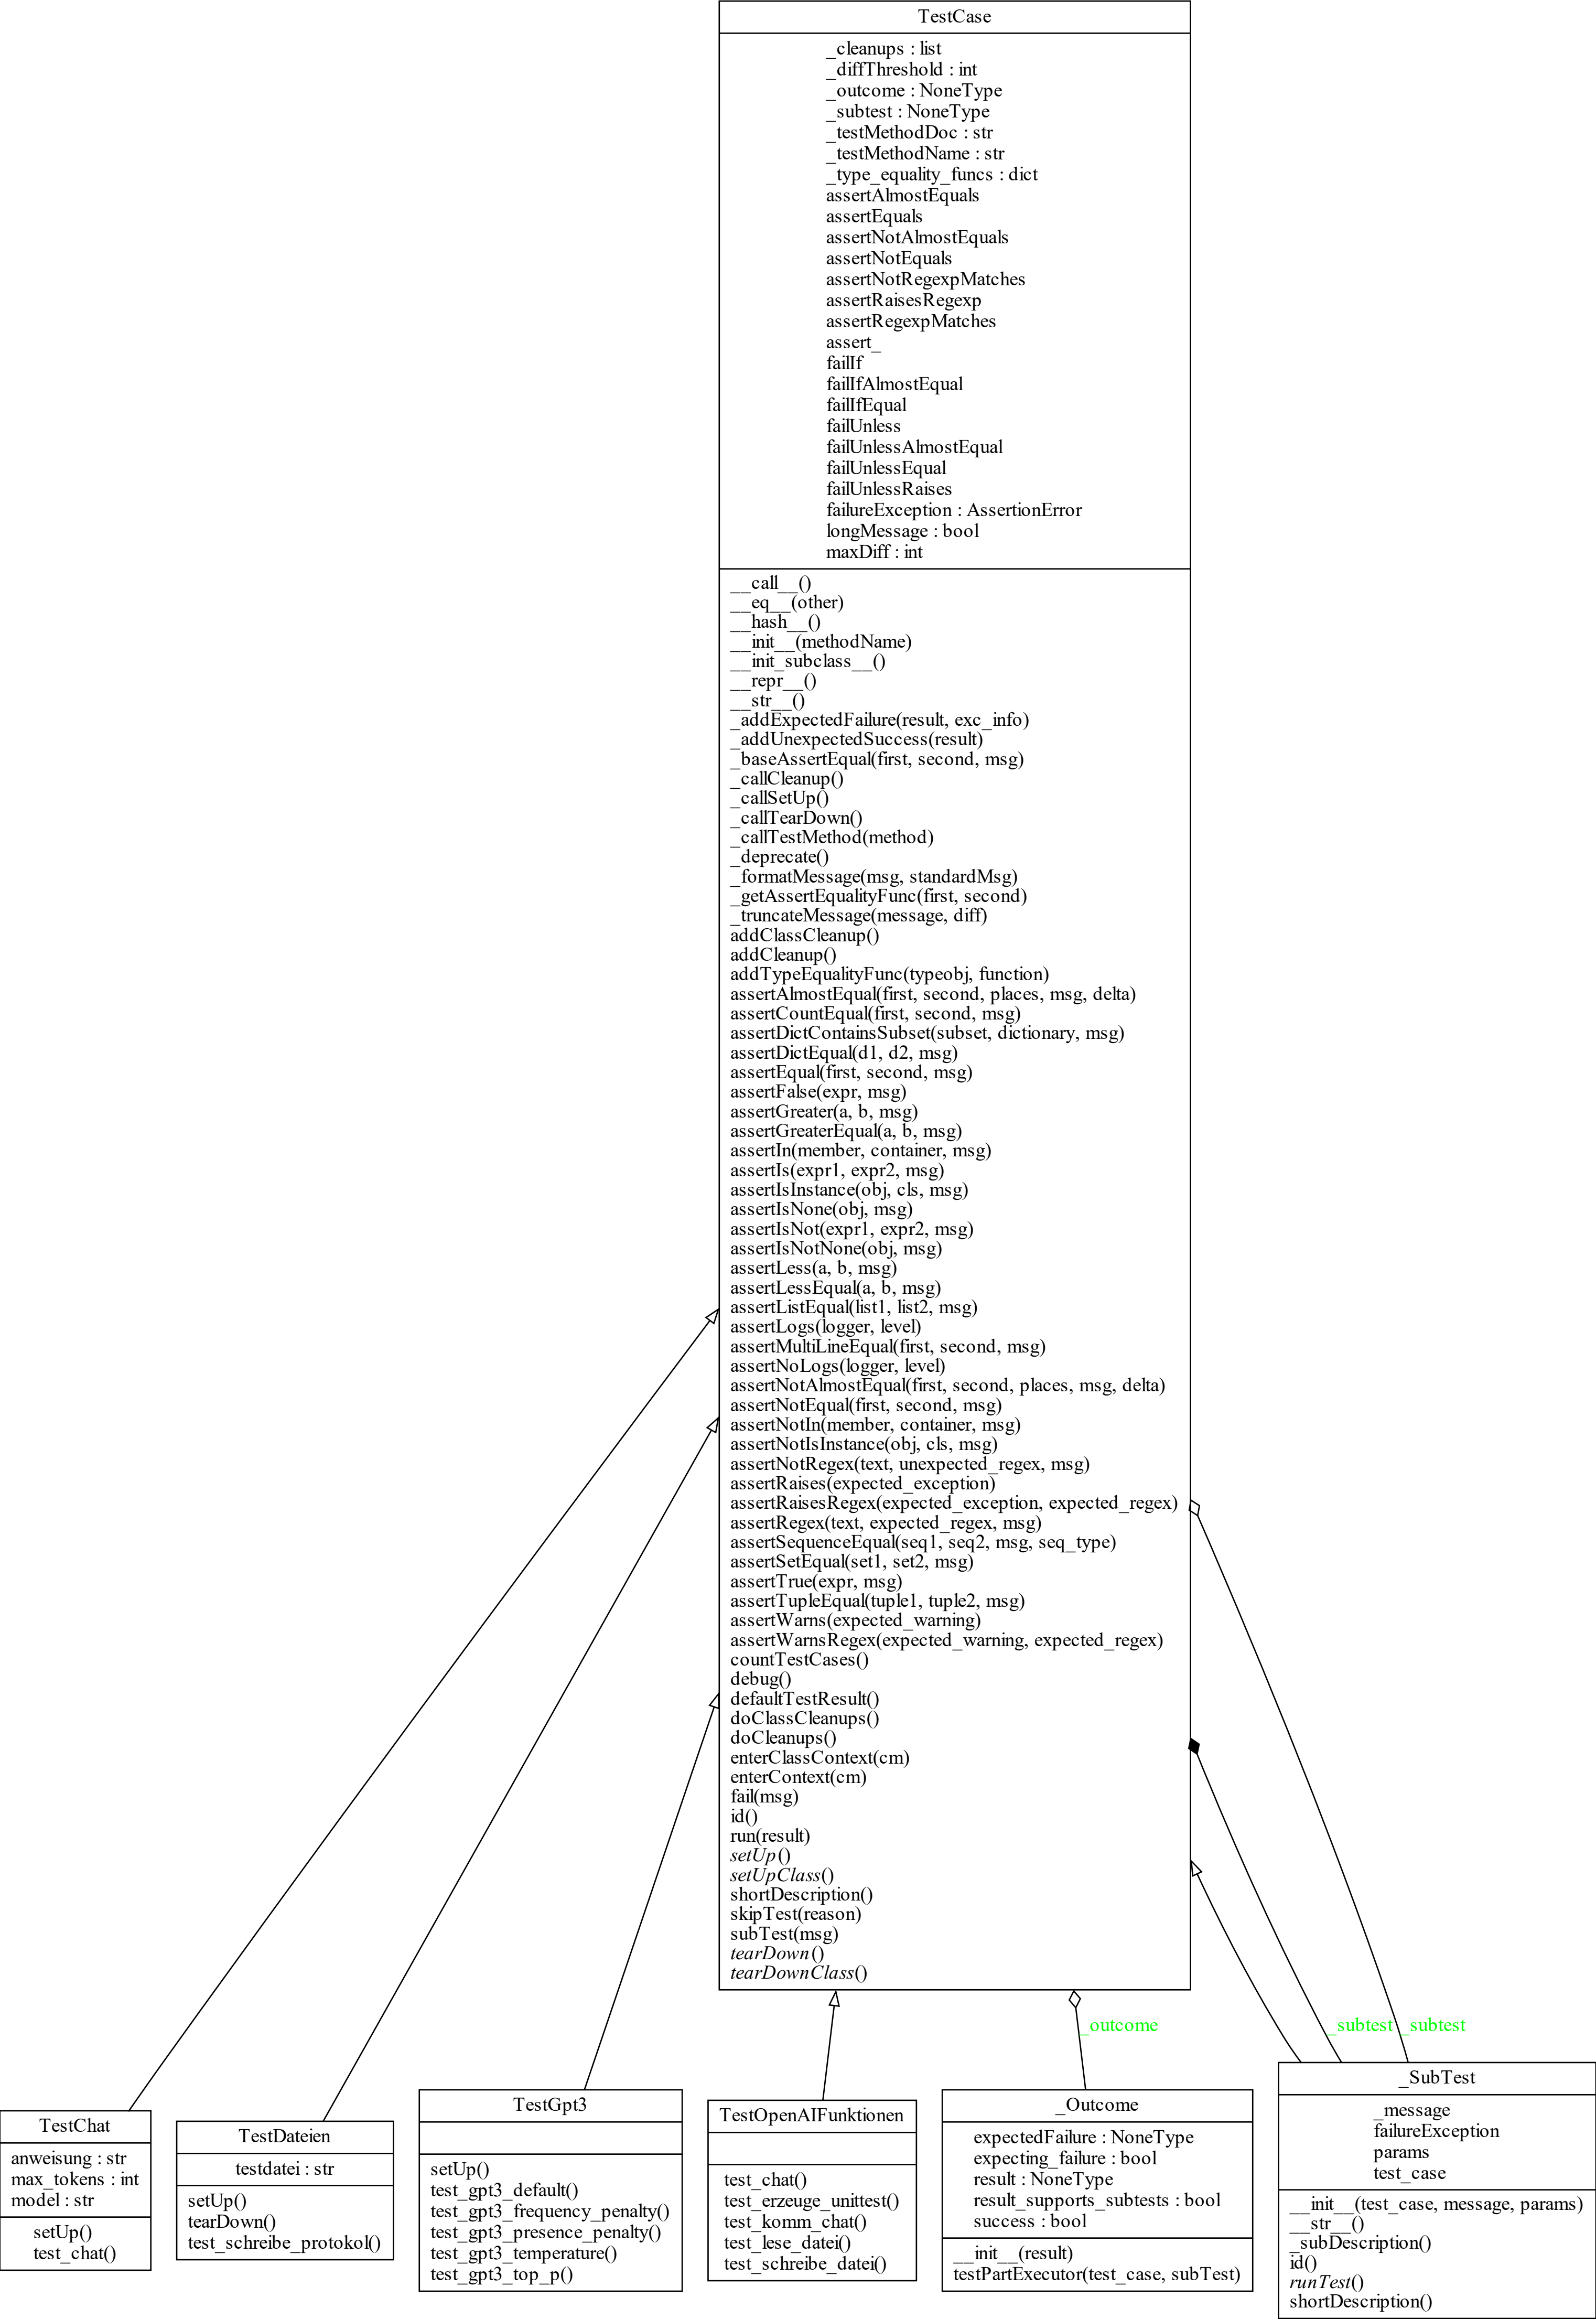 TestCase
_cleanups : list
_diffThreshold : int
_outcome : NoneType
_subtest : NoneType
_testMethodDoc : str
_testMethodName : str
_type_equality_funcs : dict
assertAlmostEquals
assertEquals
assertNotAlmostEquals
assertNotEquals
assertNotRegexpMatches
assertRaisesRegexp
assertRegexpMatches
assert_
failIf
failIfAlmostEqual
failIfEqual
failUnless
failUnlessAlmostEqual
failUnlessEqual
failUnlessRaises
failureException : AssertionError
longMessage : bool
maxDiff : int
__call__()
__eq__(other)
__hash__()
__init__(methodName)
__init_subclass__()
__repr__()
__str__()
_addExpectedFailure(result, exc_info)
_addUnexpectedSuccess(result)
_baseAssertEqual(first, second, msg)
_callCleanup()
_callSetUp()
_callTearDown()
_callTestMethod(method)
_deprecate()
_formatMessage(msg, standardMsg)
_getAssertEqualityFunc(first, second)
_truncateMessage(message, diff)
addClassCleanup()
addCleanup()
addTypeEqualityFunc(typeobj, function)
assertAlmostEqual(first, second, places, msg, delta)
assertCountEqual(first, second, msg)
assertDictContainsSubset(subset, dictionary, msg)
assertDictEqual(d1, d2, msg)
assertEqual(first, second, msg)
assertFalse(expr, msg)
assertGreater(a, b, msg)
assertGreaterEqual(a, b, msg)
assertIn(member, container, msg)
assertIs(expr1, expr2, msg)
assertIsInstance(obj, cls, msg)
assertIsNone(obj, msg)
assertIsNot(expr1, expr2, msg)
assertIsNotNone(obj, msg)
assertLess(a, b, msg)
assertLessEqual(a, b, msg)
assertListEqual(list1, list2, msg)
assertLogs(logger, level)
assertMultiLineEqual(first, second, msg)
assertNoLogs(logger, level)
assertNotAlmostEqual(first, second, places, msg, delta)
assertNotEqual(first, second, msg)
assertNotIn(member, container, msg)
assertNotIsInstance(obj, cls, msg)
assertNotRegex(text, unexpected_regex, msg)
assertRaises(expected_exception)
assertRaisesRegex(expected_exception, expected_regex)
assertRegex(text, expected_regex, msg)
assertSequenceEqual(seq1, seq2, msg, seq_type)
assertSetEqual(set1, set2, msg)
assertTrue(expr, msg)
assertTupleEqual(tuple1, tuple2, msg)
assertWarns(expected_warning)
assertWarnsRegex(expected_warning, expected_regex)
countTestCases()
debug()
defaultTestResult()
doClassCleanups()
doCleanups()
enterClassContext(cm)
enterContext(cm)
fail(msg)
id()
run(result)
setUp()
setUpClass()
shortDescription()
skipTest(reason)
subTest(msg)
tearDown()
tearDownClass()
_outcome
_subtest
_subtest
TestChat
anweisung : str
max_tokens : int
model : str
setUp()
test_chat()
TestDateien
testdatei : str
setUp()
tearDown()
test_schreibe_protokol()
TestGpt3
setUp()
test_gpt3_default()
test_gpt3_frequency_penalty()
test_gpt3_presence_penalty()
test_gpt3_temperature()
test_gpt3_top_p()
TestOpenAIFunktionen
test_chat()
test_erzeuge_unittest()
test_komm_chat()
test_lese_datei()
test_schreibe_datei()
_Outcome
expectedFailure : NoneType
expecting_failure : bool
result : NoneType
result_supports_subtests : bool
success : bool
__init__(result)
testPartExecutor(test_case, subTest)
_SubTest
_message
failureException
params
test_case
__init__(test_case, message, params)
__str__()
_subDescription()
id()
runTest()
shortDescription()